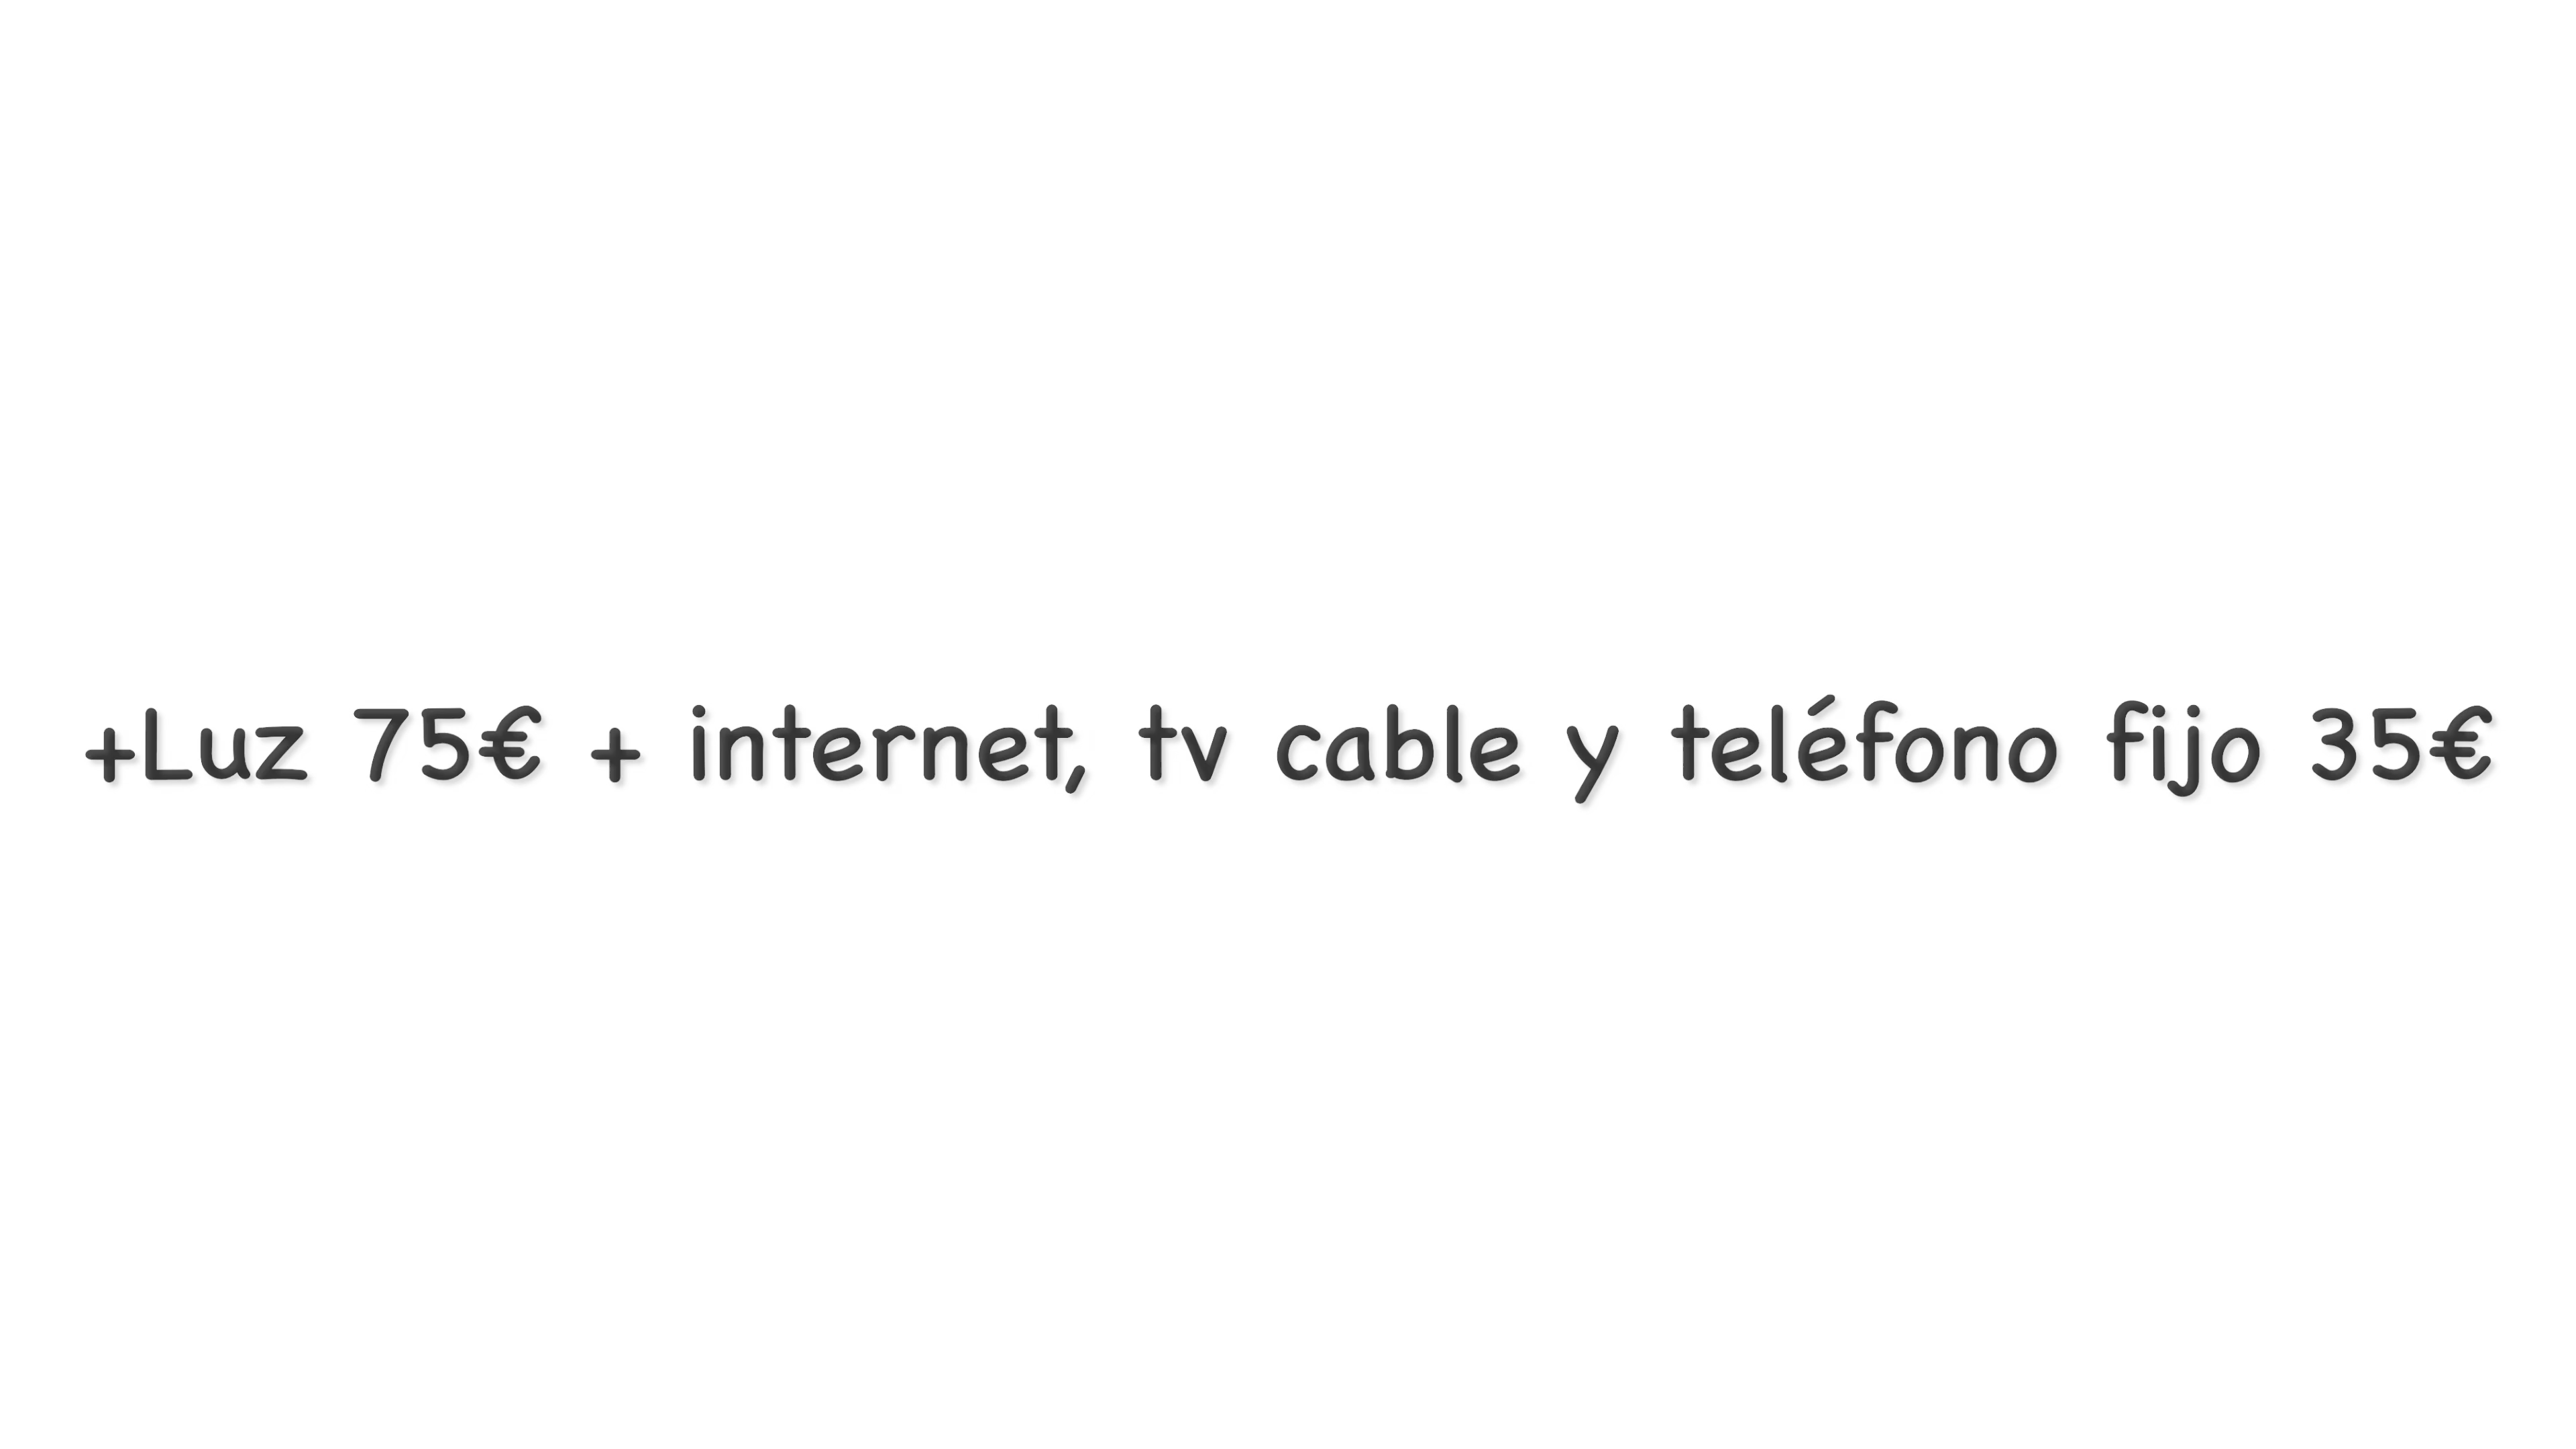 +Luz 75€ + internet, tv cable y teléfono fijo 35€